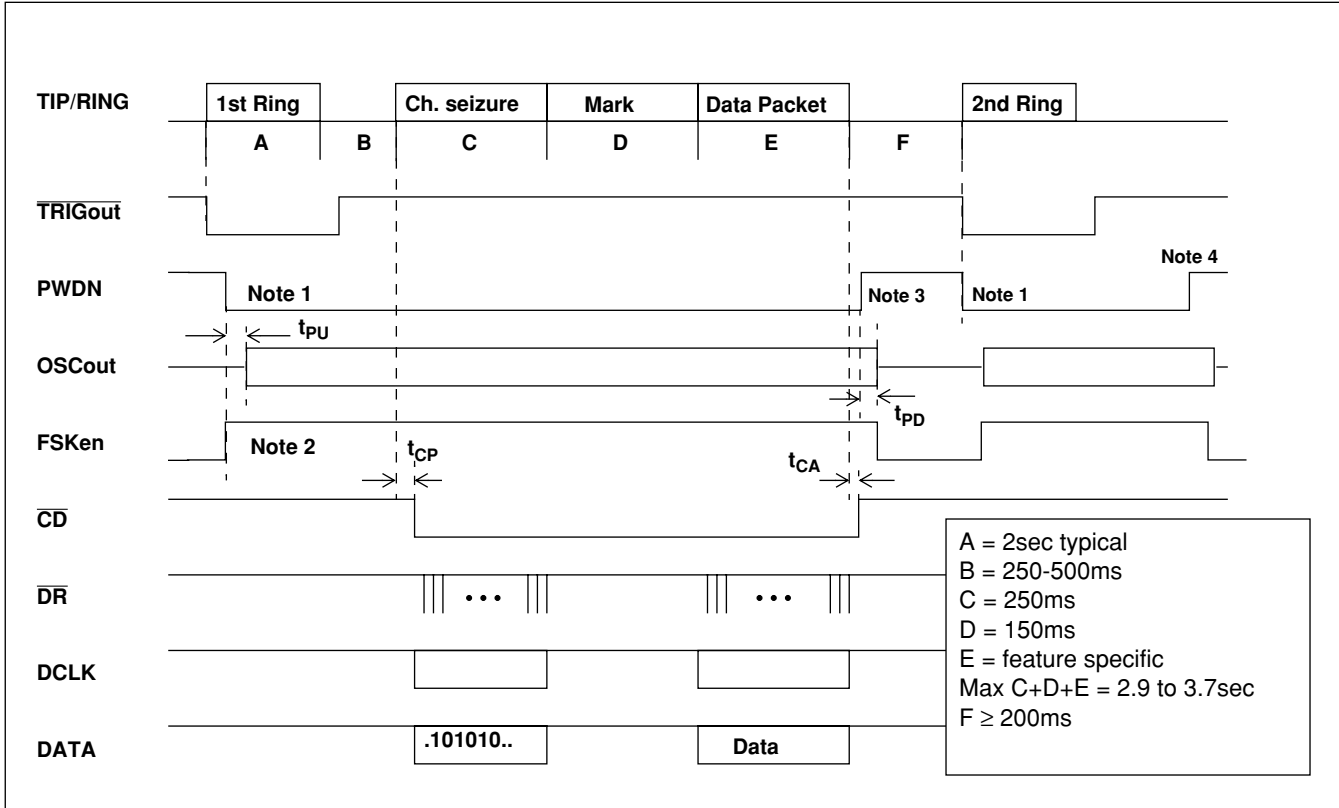 TIP/RING 1st Ring Ch. seizure Mark Data Packet 2nd Ring
A B C D E F
TRIGout
Note 4
PWDN Note 1 Note 3 Note 1
tPU
OSCout
tPD
FSKen Note 2
tCP tCA
CD
DR • • • • • •
DCLK
DATA .101010.. Data
A = 2sec typical
B = 250-500ms
C = 250ms
D = 150ms
E = feature specific
Max C+D+E = 2.9 to 3.7sec
F ≥ 200ms